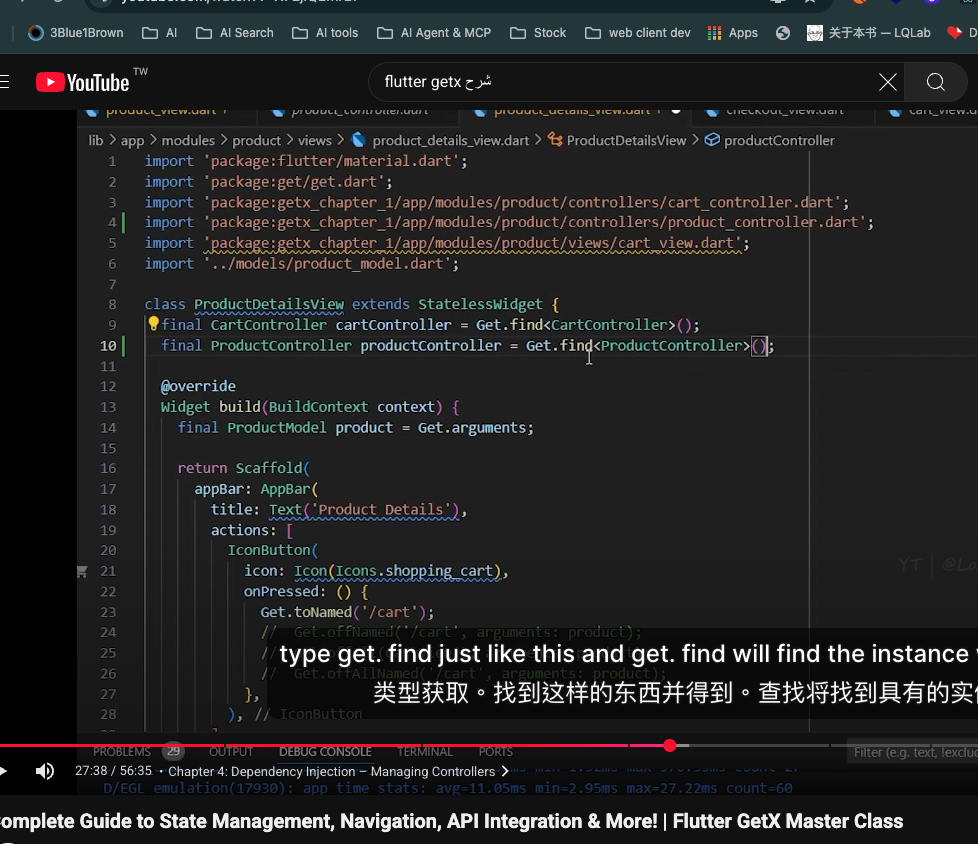 3Blue1Brown AI AI Search AI tools AI Agent & MCP Stock web client dev Apps 关于本书 — LQLab
YouTube TW
flutter getx شرح
product_view.dart product_controller.dart product_details_view.dart checkout_view.dart
lib > app > modules > product > views > product_details_view.dart > ProductDetailsView > productController
1 import 'package:flutter/material.dart';
2 import 'package:get/get.dart';
3 import 'package:getx_chapter_1/app/modules/product/controllers/cart_controller.dart';
4 import 'package:getx_chapter_1/app/modules/product/controllers/product_controller.dart';
5 import 'package:getx_chapter_1/app/modules/product/views/cart_view.dart';
6 import '../models/product_model.dart';
7
8 class ProductDetailsView extends StatelessWidget {
9 final CartController cartController = Get.find<CartController>();
10 final ProductController productController = Get.find<ProductController>();
11
12 @override
13 Widget build(BuildContext context) {
14 final ProductModel product = Get.arguments;
15
16 return Scaffold(
17 appBar: AppBar(
18 title: Text('Product Details'),
19 actions: [
20 IconButton(
21 icon: Icon(Icons.shopping_cart),
22 onPressed: () {
23 Get.toNamed('/cart');
24 // Get.offNamed('/cart', arguments: product);
25 //
26 // Get.offAllNamed('/cart', arguments: product);
27 },
28 ), // IconButton
YT | @La
type get. find just like this and get. find will find the instance
类型获取。找到这样的东西并得到。查找将找到具有的实
PROBLEMS 29 OUTPUT DEBUG CONSOLE TERMINAL PORTS Filter (e.g. text, !exclu
27:38 / 56:35 • Chapter 4: Dependency Injection – Managing Controllers >
D/EGL_emulation(17930): app_time_stats: avg=11.05ms min=2.95ms max=27.22ms count=60
omplete Guide to State Management, Navigation, API Integration & More! | Flutter GetX Master Class